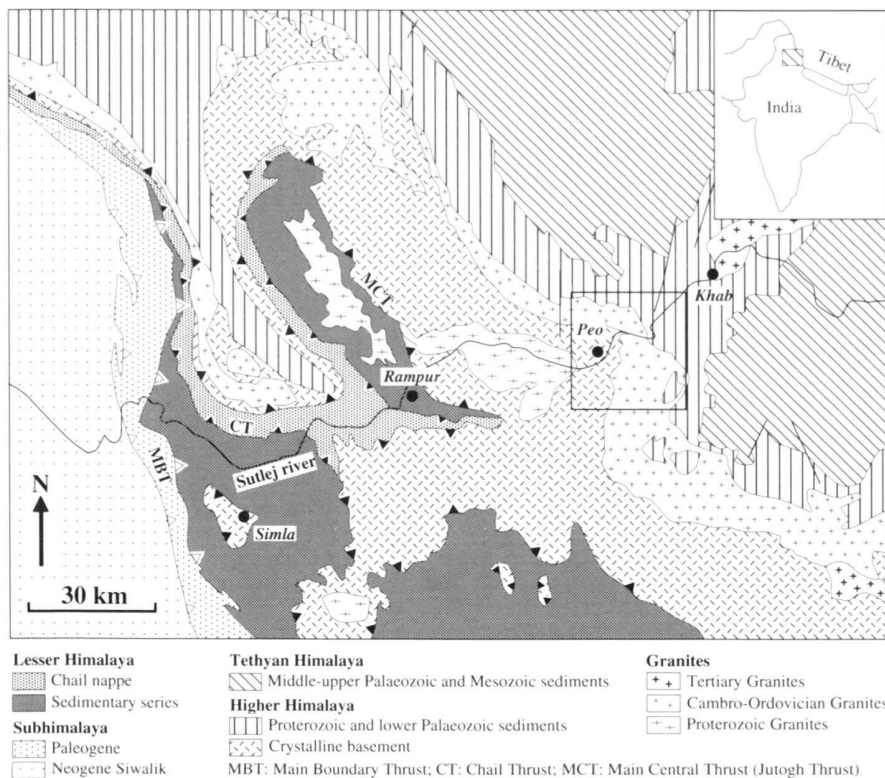 Tibet
India
Khab
MCT
Peo
Rampur
CT
Sutlej river
MBT
N
Simla
30 km
Lesser Himalaya
Chail nappe
Sedimentary series
Subhimalaya
Paleogene
Neogene Siwalik
Tethyan Himalaya
Middle-upper Palaeozoic and Mesozoic sediments
Higher Himalaya
Proterozoic and lower Palaeozoic sediments
Crystalline basement
MBT: Main Boundary Thrust; CT: Chail Thrust; MCT: Main Central Thrust (Jutogh Thrust)
Granites
Tertiary Granites
Cambro-Ordovician Granites
Proterozoic Granites